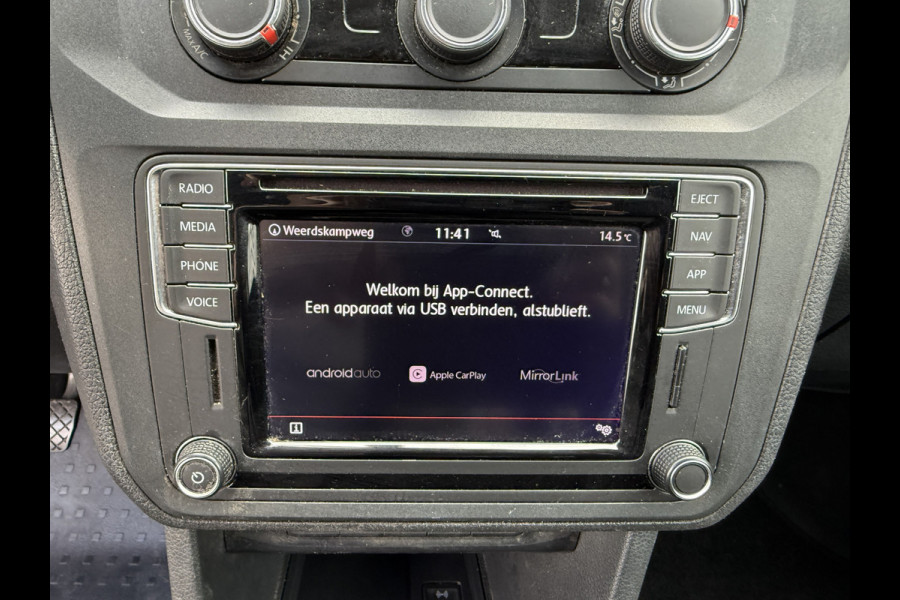 MAX A/C
HI
RADIO
MEDIA
PHONE
VOICE
EJECT
NAV
APP
MENU
Weerdskampweg
11:41
14.5°C
Welkom bij App-Connect.
Een apparaat via USB verbinden, alstublieft.
androidauto
Apple CarPlay
MirrorLink